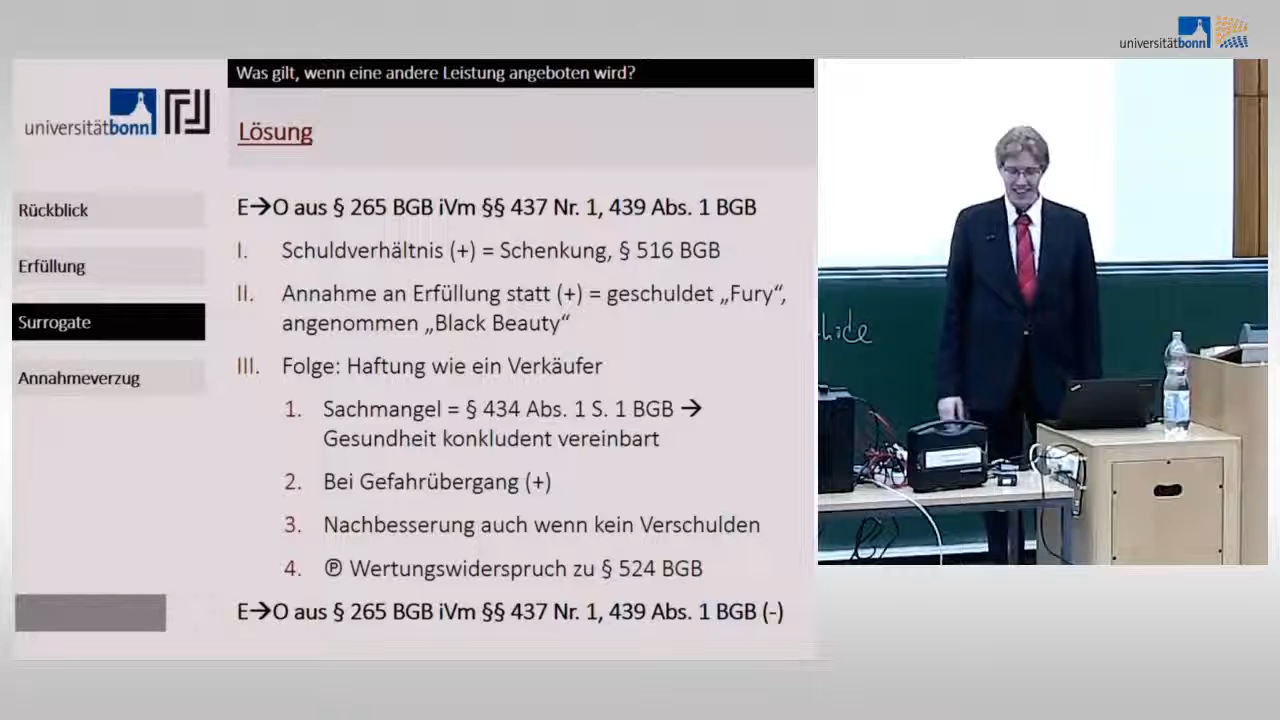 universitätbonn
Was gilt, wenn eine andere Leistung angeboten wird?
universitätbonn
Lösung
Rückblick
Erfüllung
Surrogate
Annahmeverzug
E→O aus § 265 BGB iVm §§ 437 Nr. 1, 439 Abs. 1 BGB
I. Schuldverhältnis (+) = Schenkung, § 516 BGB
II. Annahme an Erfüllung statt (+) = geschuldet „Fury“,
angenommen „Black Beauty“
III. Folge: Haftung wie ein Verkäufer
1. Sachmangel = § 434 Abs. 1 S. 1 BGB →
Gesundheit konkludent vereinbart
2. Bei Gefahrübergang (+)
3. Nachbesserung auch wenn kein Verschulden
4. Ⓟ Wertungswiderspruch zu § 524 BGB
E→O aus § 265 BGB iVm §§ 437 Nr. 1, 439 Abs. 1 BGB (-)